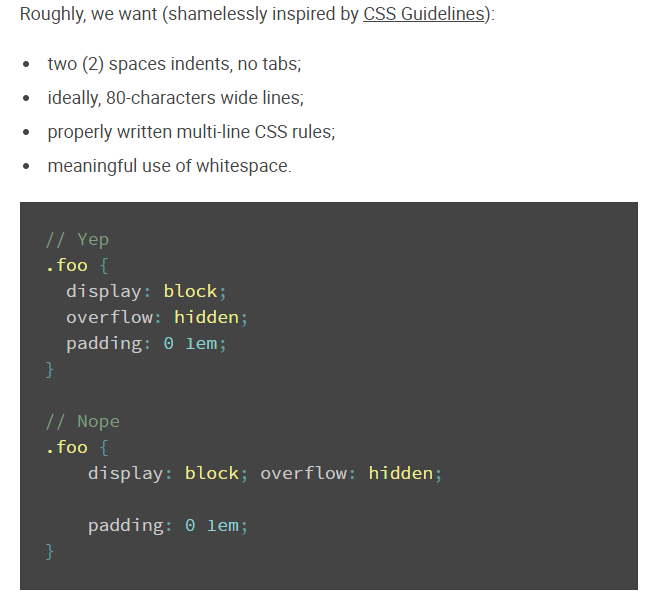 Roughly, we want (shamelessly inspired by CSS Guidelines):
• two (2) spaces indents, no tabs;
• ideally, 80-characters wide lines;
• properly written multi-line CSS rules;
• meaningful use of whitespace.
// Yep
.foo {
  display: block;
  overflow: hidden;
  padding: 0 1em;
}
// Nope
.foo {
    display: block; overflow: hidden;
    padding: 0 1em;
}